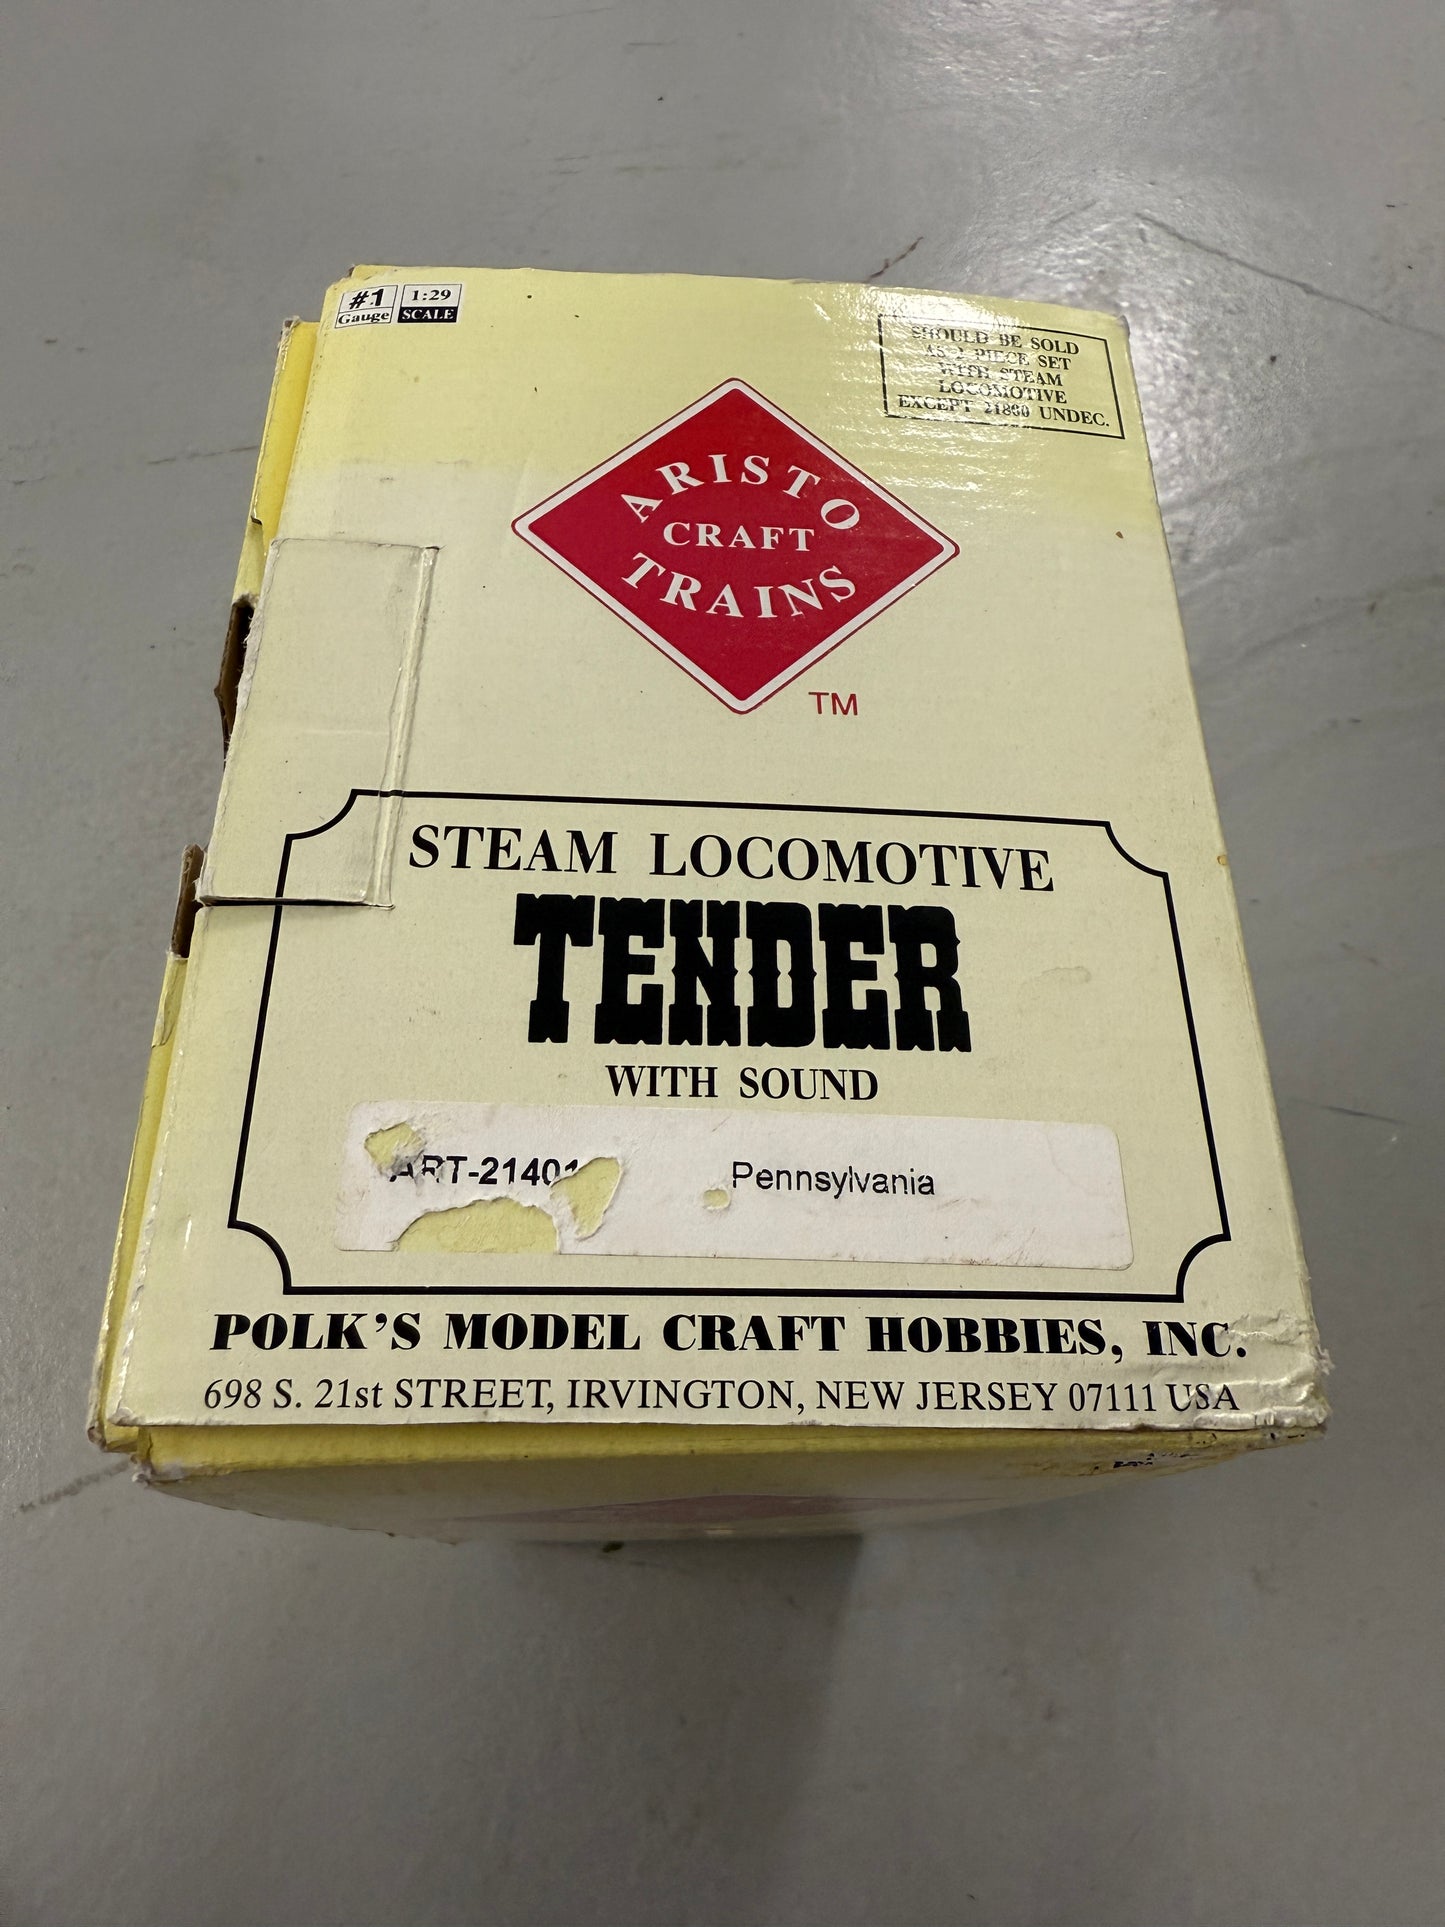 #1
Gauge
1:29
SCALE
SHOULD BE SOLD
AS 2 PIECE SET
WITH STEAM
LOCOMOTIVE
EXCEPT 21800 UNDEC.
ARISTO
CRAFT
TRAINS
TM
STEAM LOCOMOTIVE
TENDER
WITH SOUND
ART-21401 Pennsylvania
POLK'S MODEL CRAFT HOBBIES, INC.
698 S. 21st STREET, IRVINGTON, NEW JERSEY 07111 USA